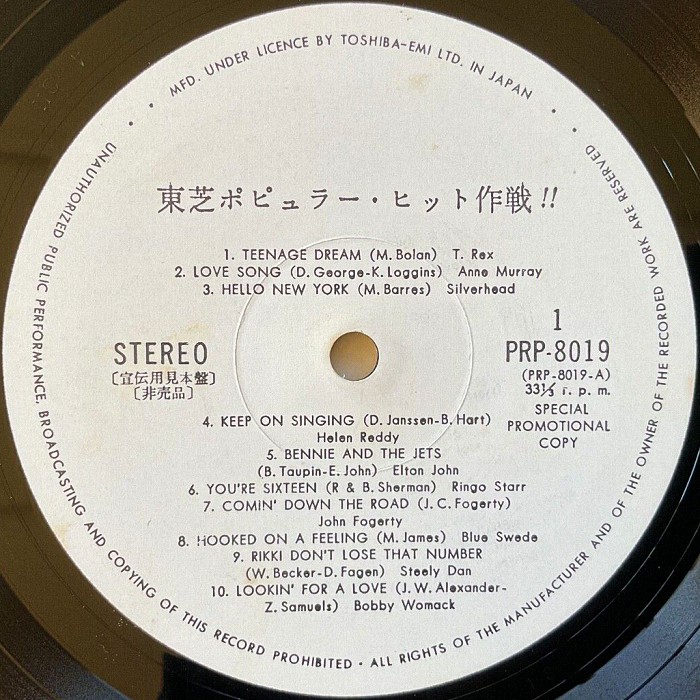 MFD. UNDER LICENCE BY TOSHIBA-EMI LTD. IN JAPAN
東芝ポピュラー・ヒット作戦!!
1. TEENAGE DREAM (M. Bolan) T. Rex
2. LOVE SONG (D. George-K. Loggins) Anne Murray
3. HELLO NEW YORK (M. Barres) Silverhead
STEREO
〔宣伝用見本盤〕
〔非売品〕
1
PRP-8019
(PRP-8019-A)
33⅓ r. p. m.
SPECIAL
PROMOTIONAL
COPY
4. KEEP ON SINGING (D. Janssen-B. Hart)
Helen Reddy
5. BENNIE AND THE JETS
(B. Taupin-E. John) Elton John
6. YOU'RE SIXTEEN (R & B. Sherman) Ringo Starr
7. COMIN' DOWN THE ROAD (J. C. Fogerty)
John Fogerty
8. HOOKED ON A FEELING (M. James) Blue Swede
9. RIKKI DON'T LOSE THAT NUMBER
(W. Becker-D. Fagen) Steely Dan
10. LOOKIN' FOR A LOVE (J. W. Alexander-
Z. Samuels) Bobby Womack
UNAUTHORIZED PUBLIC PERFORMANCE, BROADCASTING AND COPYING OF THIS RECORD PROHIBITED • ALL RIGHTS OF THE MANUFACTURER AND OF THE OWNER OF THE RECORDED WORK ARE RESERVED